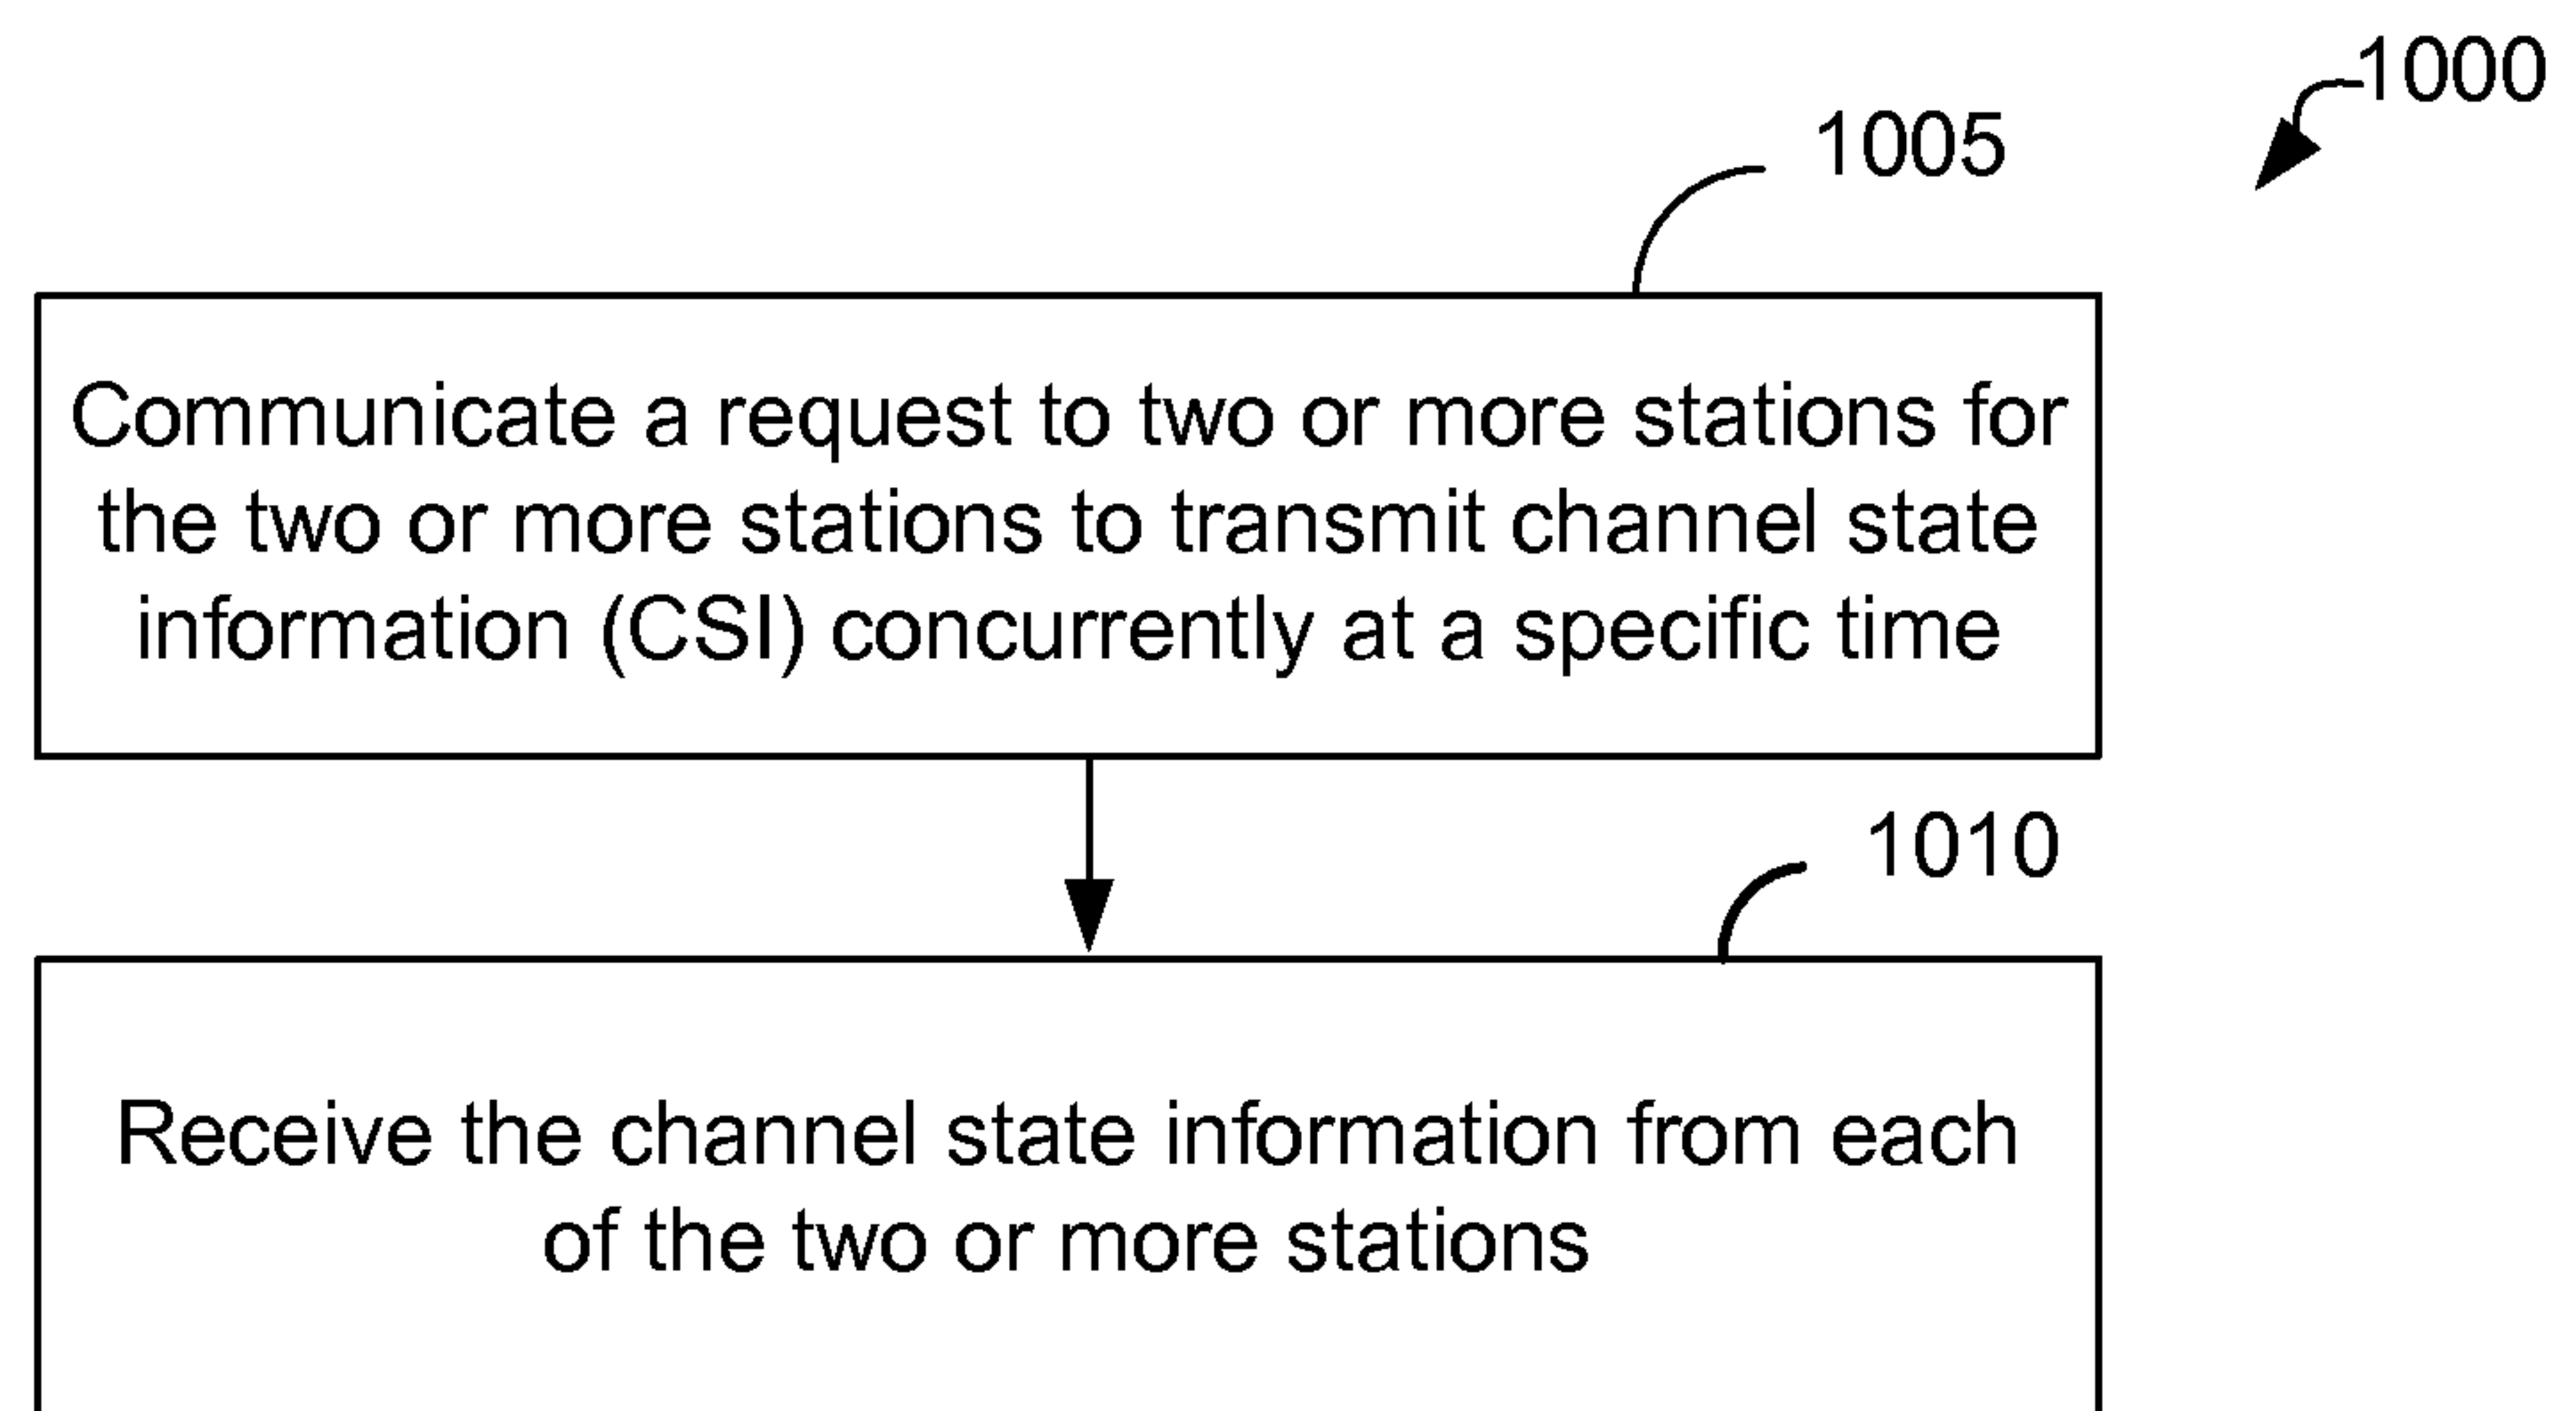 1000
1005
Communicate a request to two or more stations for
the two or more stations to transmit channel state
information (CSI) concurrently at a specific time
1010
Receive the channel state information from each
of the two or more stations